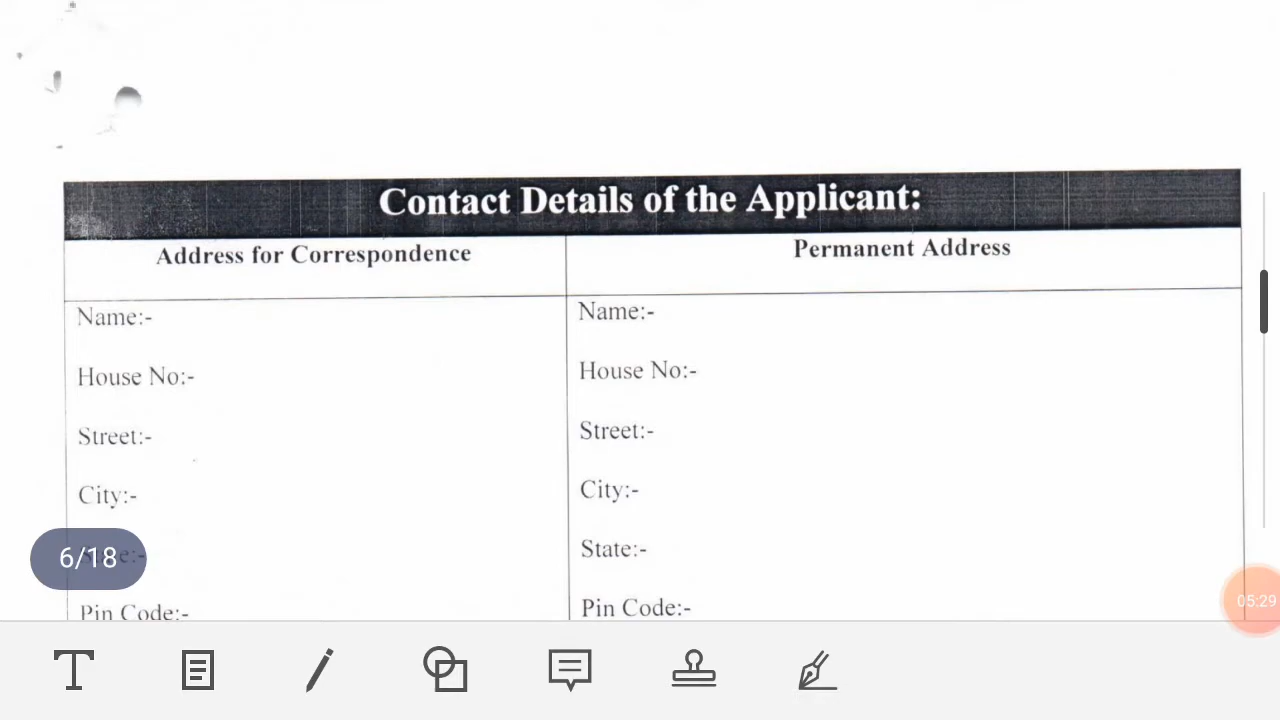 Contact Details of the Applicant:
Address for Correspondence
Permanent Address
Name:-
House No:-
Street:-
City:-
Pin Code:-
Name:-
House No:-
Street:-
City:-
State:-
Pin Code:-
6/18
05:29